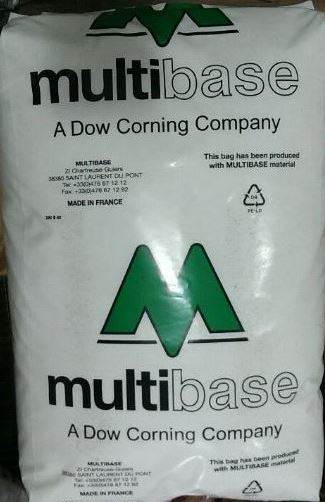 multibase
A Dow Corning Company
MULTIBASE
ZI Chartreuse-Guiers
38380 SAINT LAURENT DU PONT
Tel: +33(0)476 67 12 12
Fax: +33(0)476 67 12 92
MADE IN FRANCE
This bag has been produced
with MULTIBASE material
04
PE-LD
multibase
A Dow Corning Company
MULTIBASE
ZI Chartreuse-Guiers
38380 SAINT LAURENT DU PONT
Tel: +33(0)476 67 12 12
Fax: +33(0)476 67 12 92
MADE IN FRANCE
This bag has been produced
with MULTIBASE material